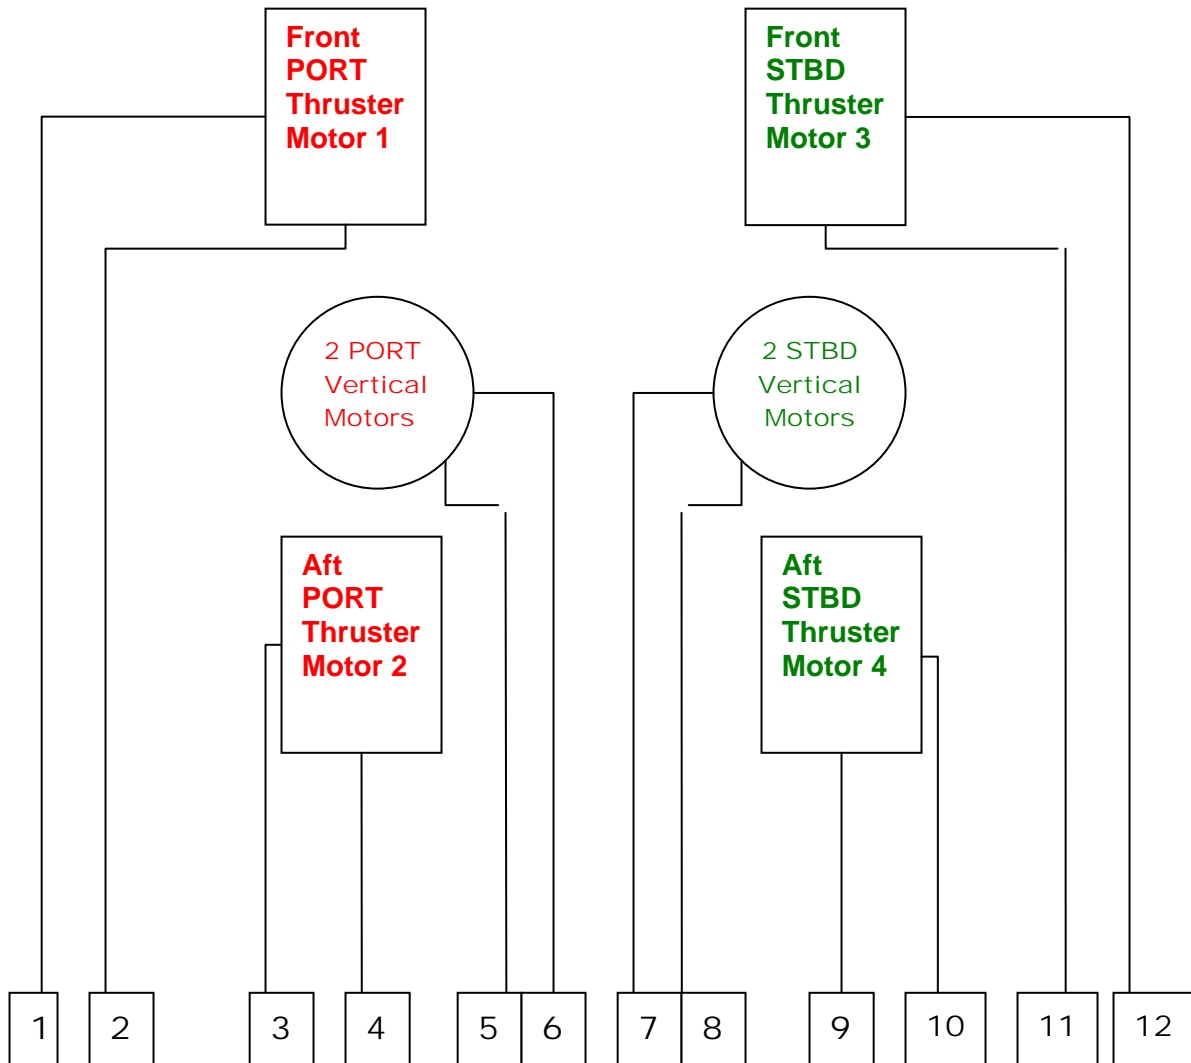 Front
PORT
Thruster
Motor 1
Front
STBD
Thruster
Motor 3
2 PORT
Vertical
Motors
2 STBD
Vertical
Motors
Aft
PORT
Thruster
Motor 2
Aft
STBD
Thruster
Motor 4
1 2 3 4 5 6 7 8 9 10 11 12